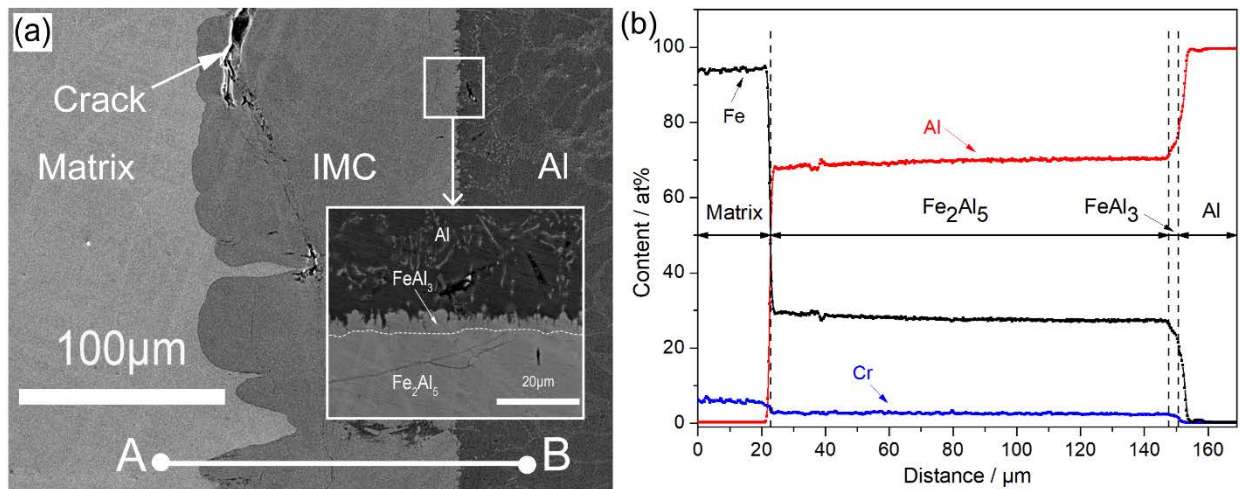 (a)
Crack
Matrix
IMC
Al
100μm
Al
FeAl₃
Fe₂Al₅
20μm
A
B
(b)
Content / at%
100
80
60
40
20
0
Fe
Al
Matrix
Fe₂Al₅
FeAl₃
Al
Cr
0 20 40 60 80 100 120 140 160
Distance / μm